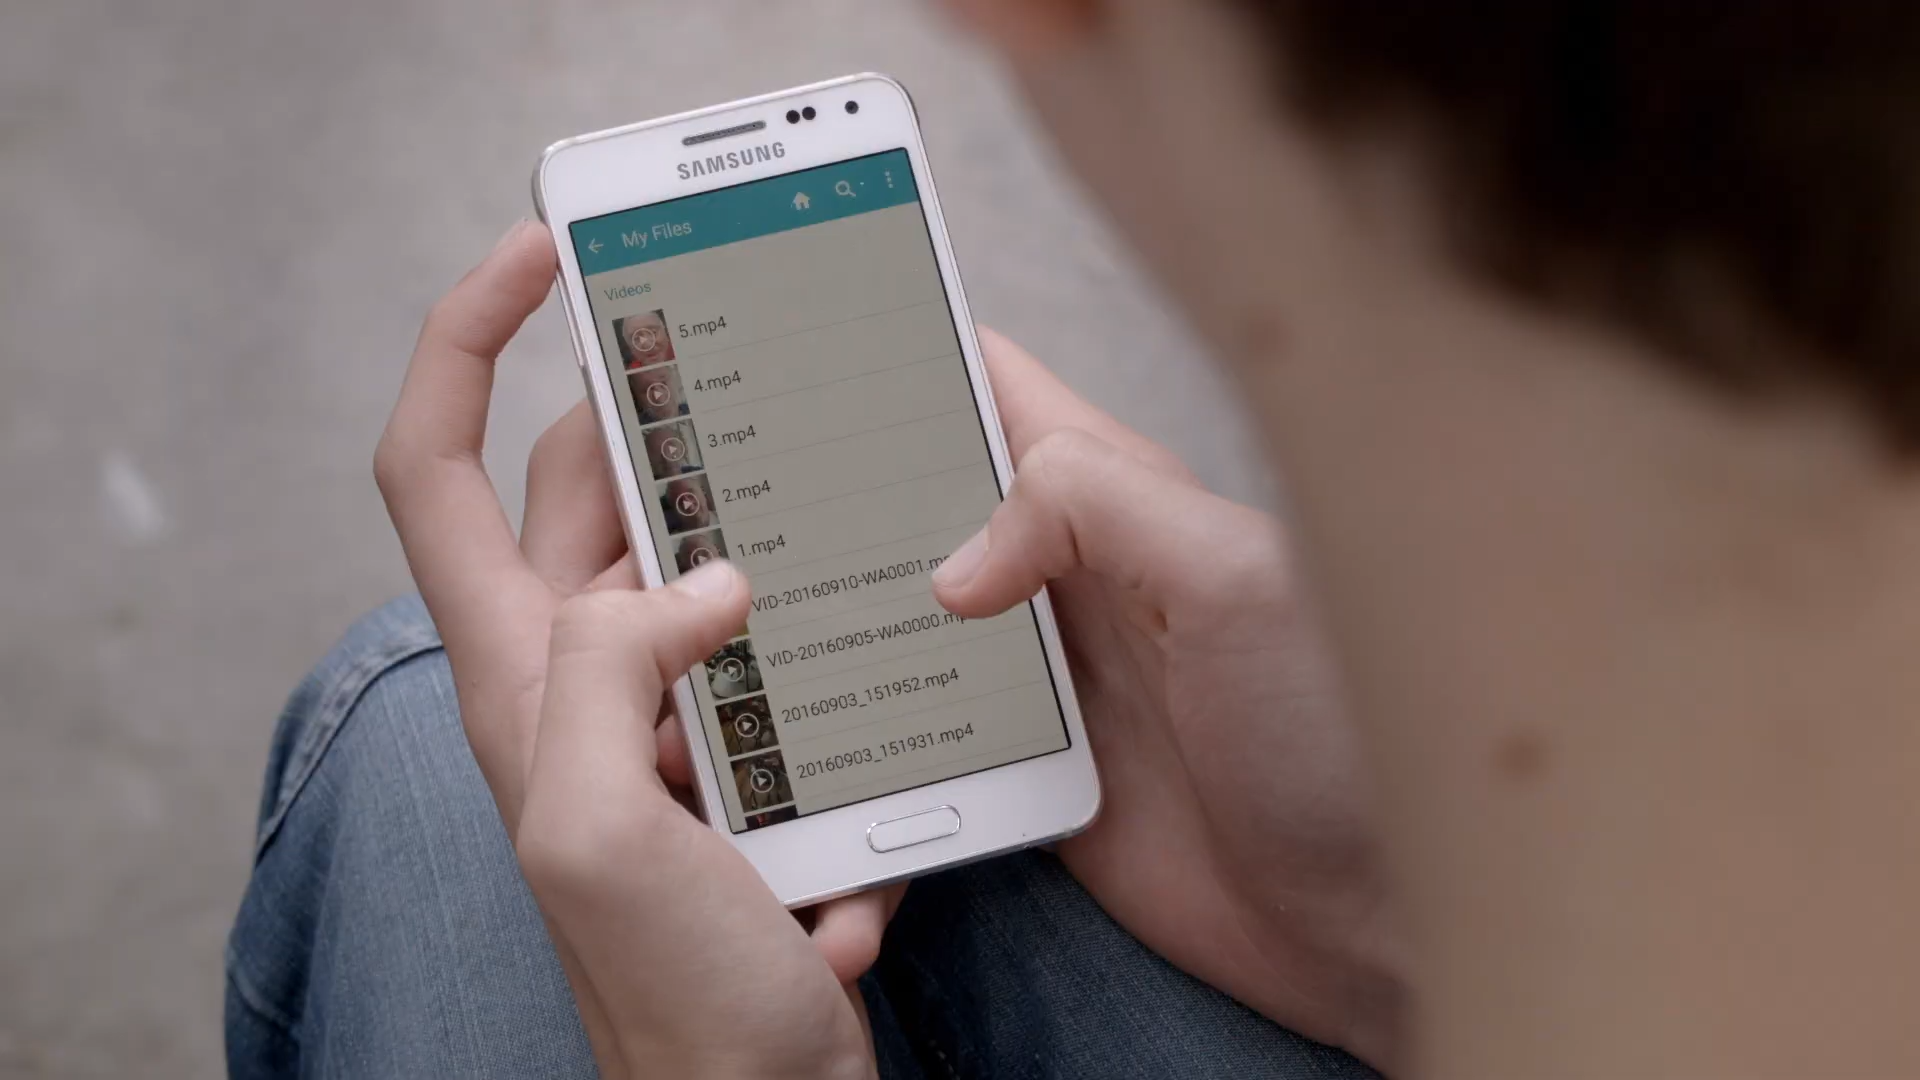 SAMSUNG
My Files
Videos
5.mp4
4.mp4
3.mp4
2.mp4
1.mp4
VID-20160910-WA0001.m
VID-20160905-WA0000.m
20160903_151952.mp4
20160903_151931.mp4